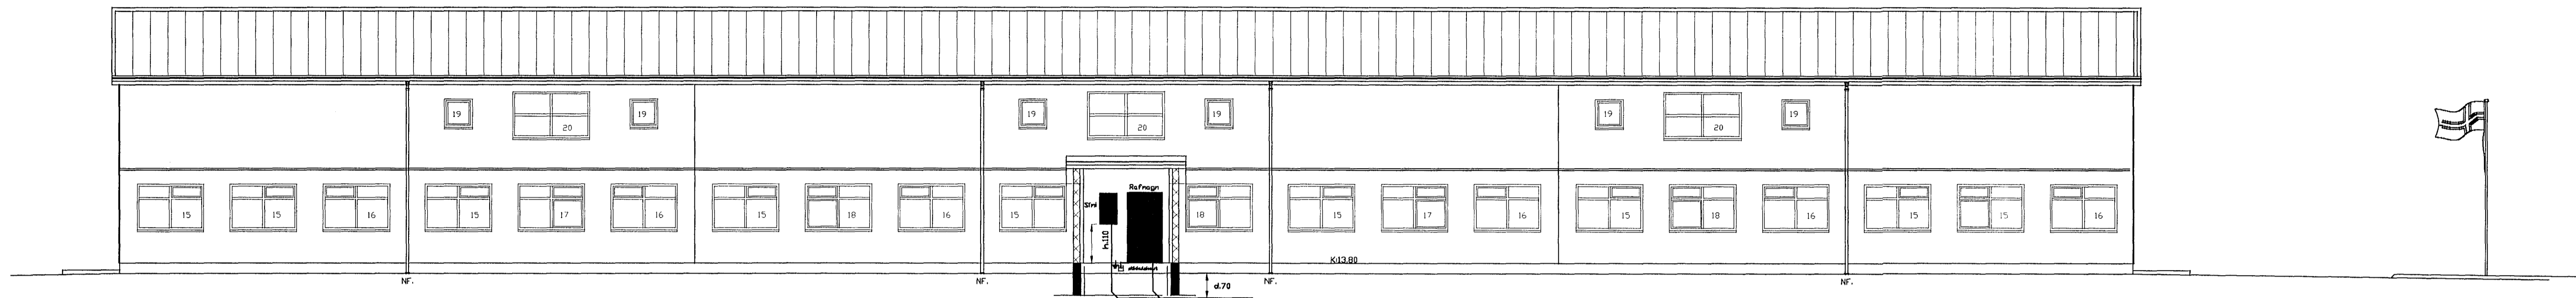 19 20 19 19 20 19 19 20 19
Rafmagn
Sími
15 15 16 15 17 16 15 18 16 15 18 15 17 16 15 18 16 15 15 16
h.110
K:13.80
NF. NF. NF. NF.
d.70